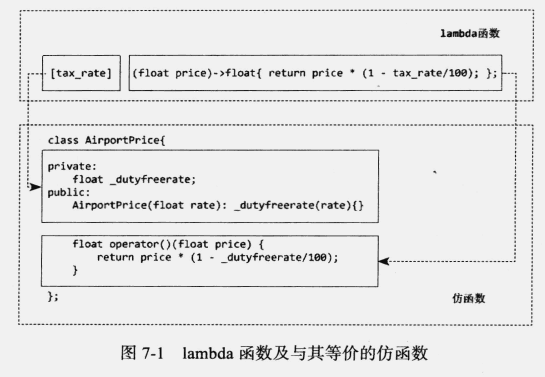 lambda函数
[tax_rate] (float price)->float{ return price * (1 - tax_rate/100); };
class AirportPrice{
private:
float _dutyfreerate;
public:
AirportPrice(float rate): _dutyfreerate(rate){}
float operator()(float price) {
return price * (1 - _dutyfreerate/100);
}
};
仿函数
图 7-1 lambda 函数及与其等价的仿函数